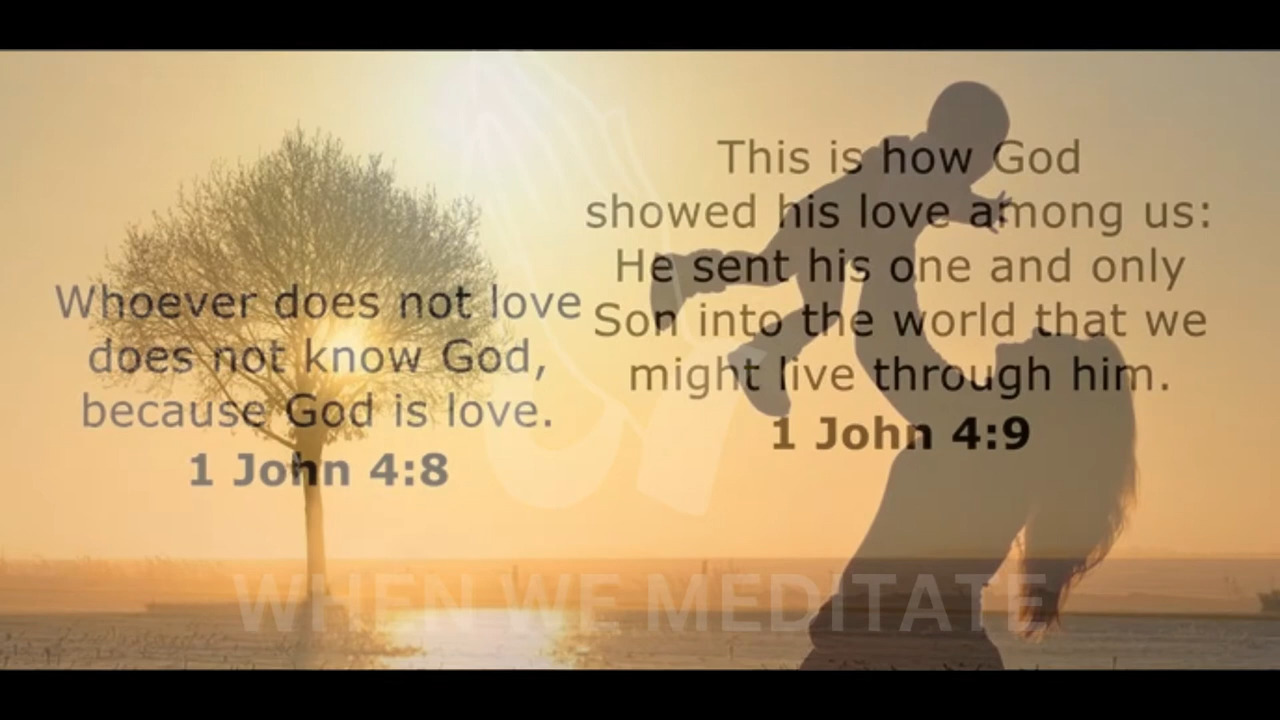 Whoever does not love
does not know God,
because God is love.
1 John 4:8
This is how God
showed his love among us:
He sent his one and only
Son into the world that we
might live through him.
1 John 4:9
WHEN WE MEDITATE